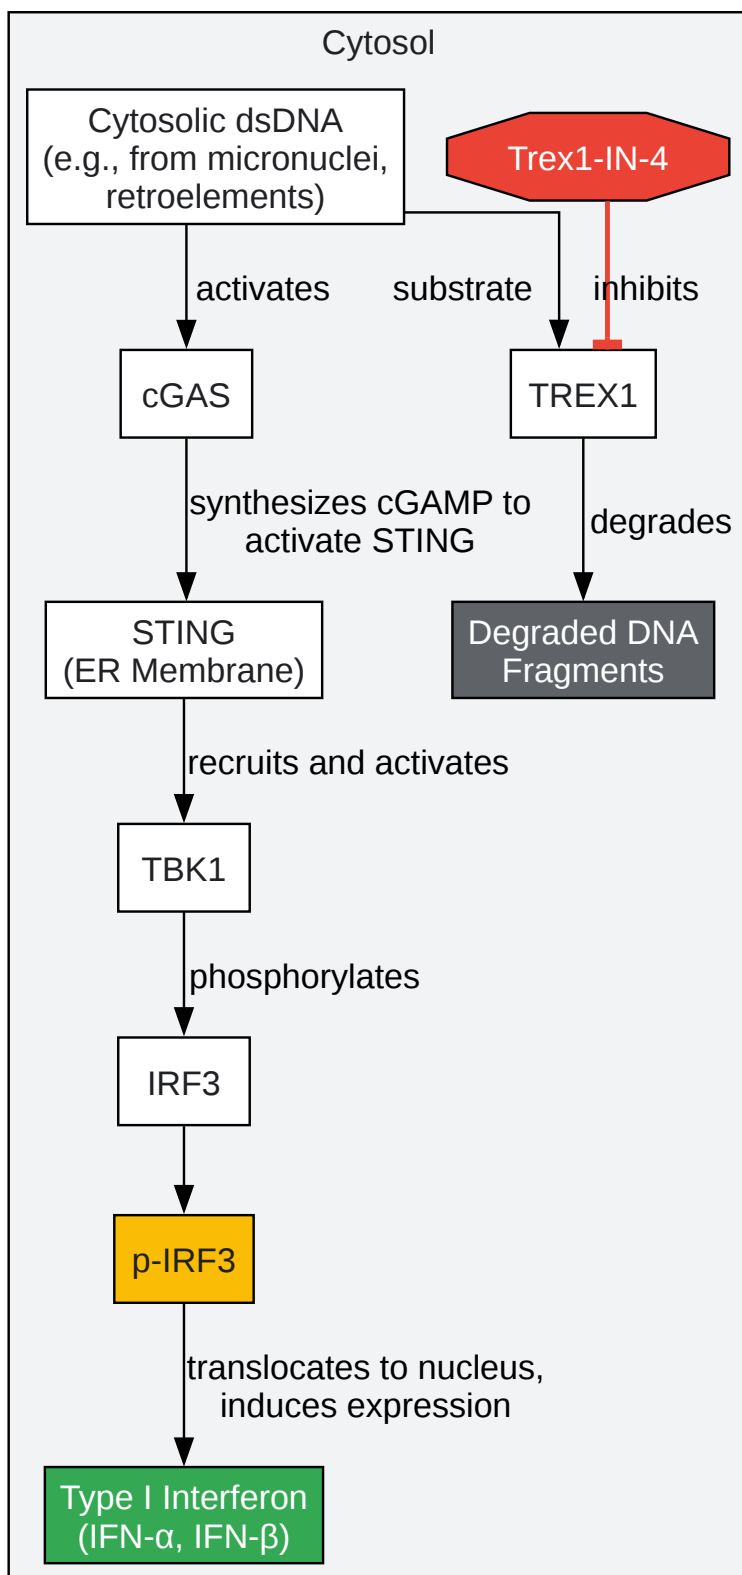 Cytosol
Cytosolic dsDNA
(e.g., from micronuclei,
retroelements)
Trex1-IN-4
activates
substrate
inhibits
cGAS
TREX1
synthesizes cGAMP to
activate STING
degrades
STING
(ER Membrane)
Degraded DNA
Fragments
recruits and activates
TBK1
phosphorylates
IRF3
p-IRF3
translocates to nucleus,
induces expression
Type I Interferon
(IFN-α, IFN-β)